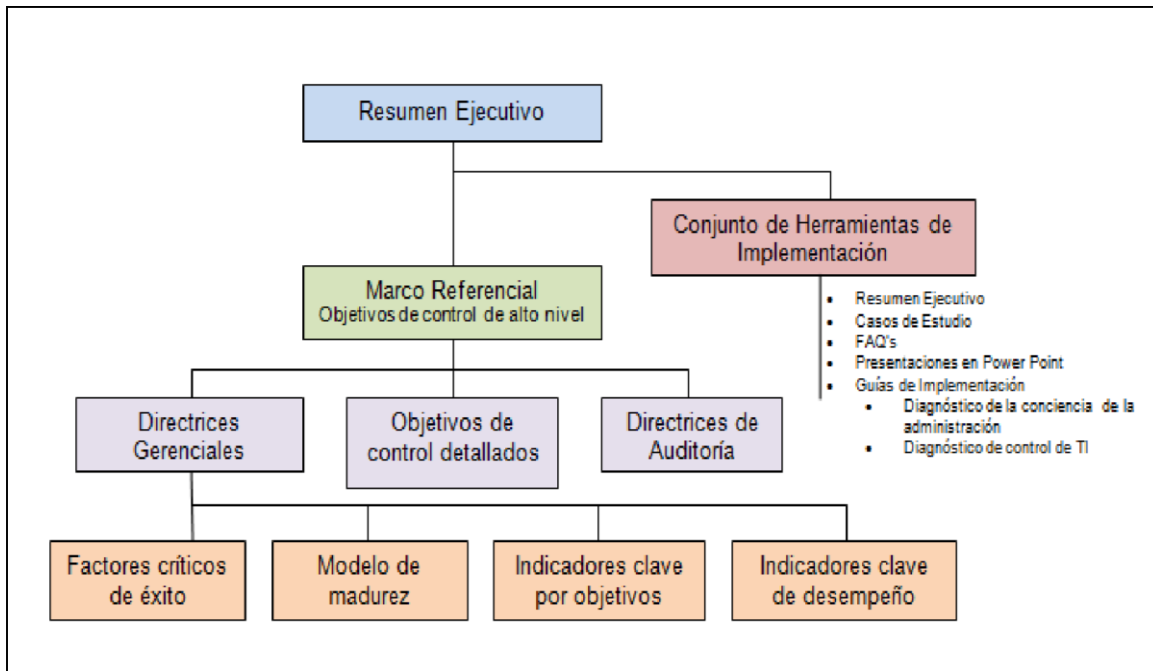 Resumen Ejecutivo
Conjunto de Herramientas de
Implementación
Marco Referencial
Objetivos de control de alto nivel
• Resumen Ejecutivo
• Casos de Estudio
• FAQ's
• Presentaciones en Power Point
• Guías de Implementación
• Diagnóstico de la conciencia de la
administración
• Diagnóstico de control de TI
Directrices
Gerenciales
Objetivos de
control detallados
Directrices de
Auditoría
Factores críticos
de éxito
Modelo de
madurez
Indicadores clave
por objetivos
Indicadores clave
de desempeño